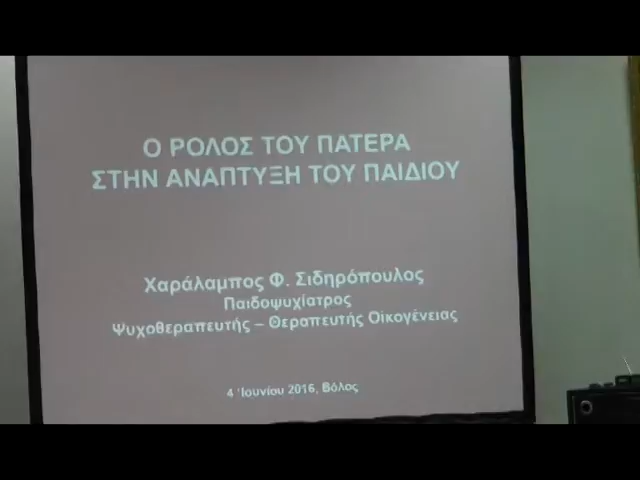 Ο ΡΟΛΟΣ ΤΟΥ ΠΑΤΕΡΑ
ΣΤΗΝ ΑΝΑΠΤΥΞΗ ΤΟΥ ΠΑΙΔΙΟΥ
Χαράλαμπος Φ. Σιδηρόπουλος
Παιδοψυχίατρος
Ψυχοθεραπευτής – Θεραπευτής Οικογένειας
4 Ιουνίου 2016, Βόλος